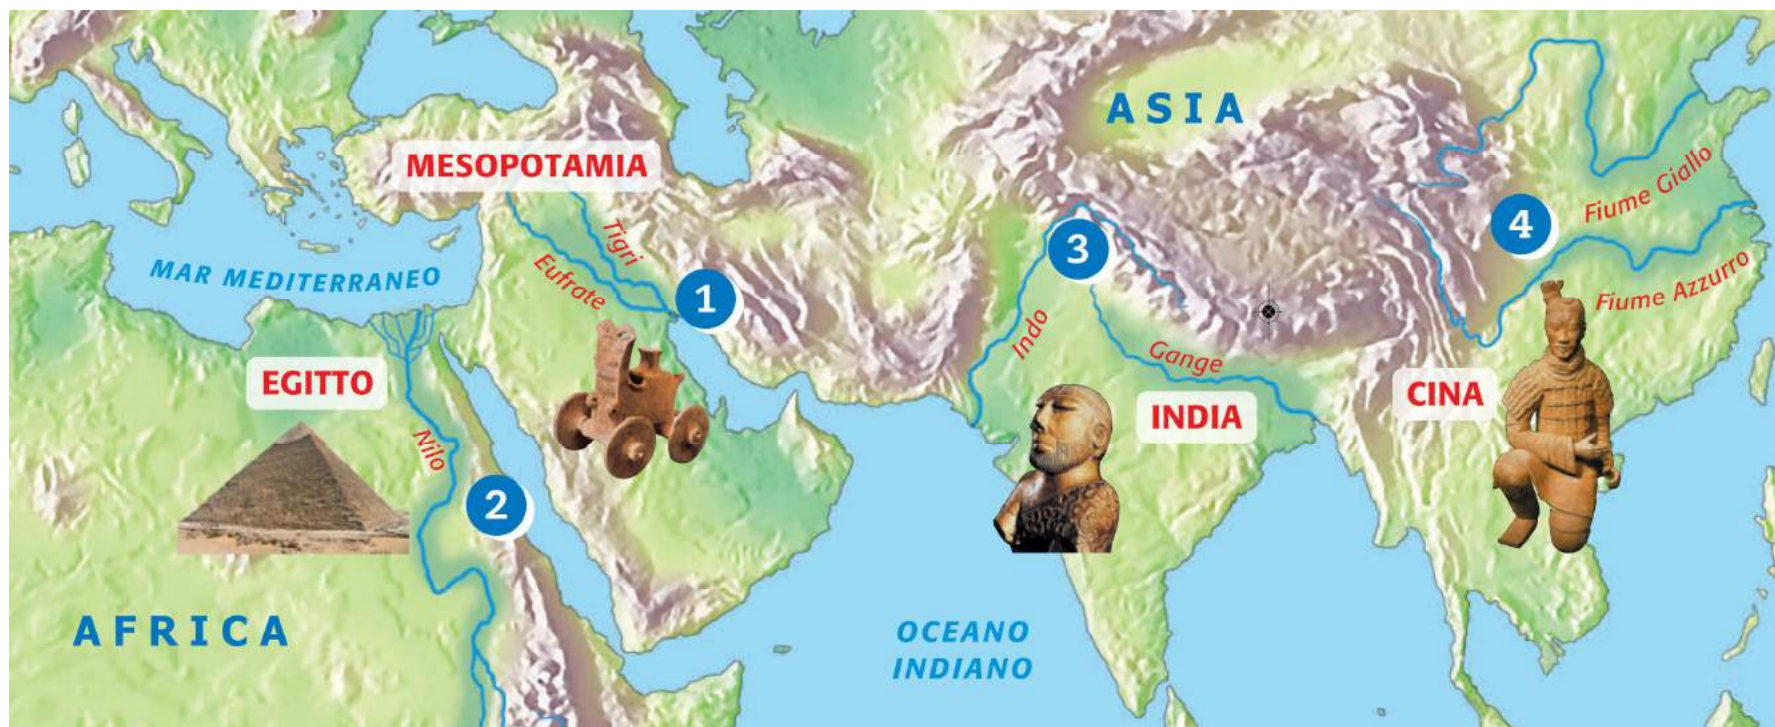 ASIA
MESOPOTAMIA
Tigri
Eufrate
MAR MEDITERRANEO
1
EGITTO
Nilo
2
AFRICA
3
Indo
Gange
INDIA
OCEANO
INDIANO
4
Fiume Giallo
Fiume Azzurro
CINA